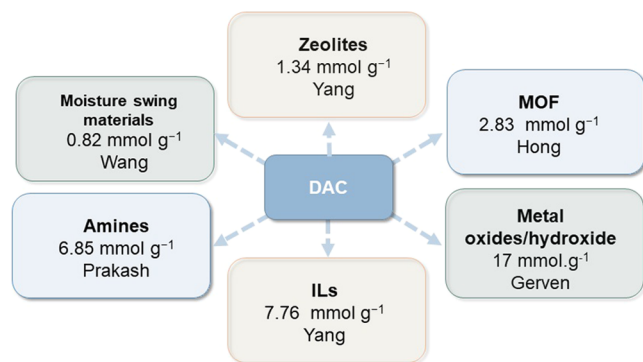 Zeolites
1.34 mmol g⁻¹
Yang
Moisture swing
materials
0.82 mmol g⁻¹
Wang
MOF
2.83 mmol g⁻¹
Hong
DAC
Amines
6.85 mmol g⁻¹
Prakash
Metal
oxides/hydroxide
17 mmol.g⁻¹
Gerven
ILs
7.76 mmol g⁻¹
Yang